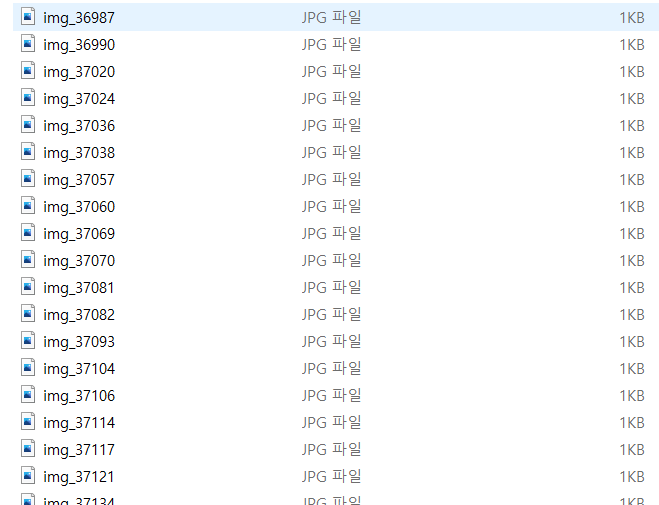 img_36987 JPG 파일 1KB
img_36990 JPG 파일 1KB
img_37020 JPG 파일 1KB
img_37024 JPG 파일 1KB
img_37036 JPG 파일 1KB
img_37038 JPG 파일 1KB
img_37057 JPG 파일 1KB
img_37060 JPG 파일 1KB
img_37069 JPG 파일 1KB
img_37070 JPG 파일 1KB
img_37081 JPG 파일 1KB
img_37082 JPG 파일 1KB
img_37093 JPG 파일 1KB
img_37104 JPG 파일 1KB
img_37106 JPG 파일 1KB
img_37114 JPG 파일 1KB
img_37117 JPG 파일 1KB
img_37121 JPG 파일 1KB
img_37134 JPG 파일 1KB